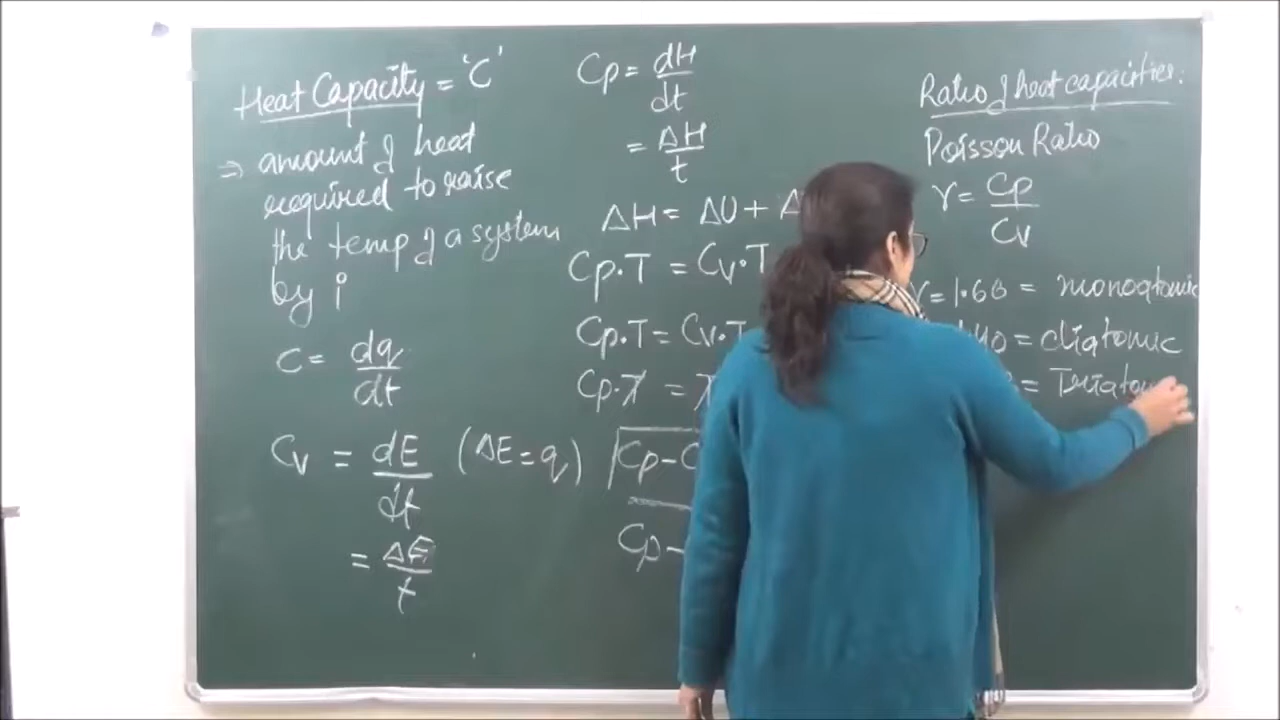 Heat Capacity = 'C'
⇒ amount of heat
required to raise
the temp of a system
by i
C = dq/dt
Cv = dE/dt (ΔE = q)
= ΔE/t
Cp = dH/dt
= ΔH/t
ΔH = ΔU + Δ
Cp·T = Cv·T
Cp·T = Cv·T
Cp·T =
Cp - C
Cp -
Ratio of heat capacities:
Poisson Ratio
γ = Cp/Cv
γ = 1.66 = monoatomic
40 = diatomic
= Triatom